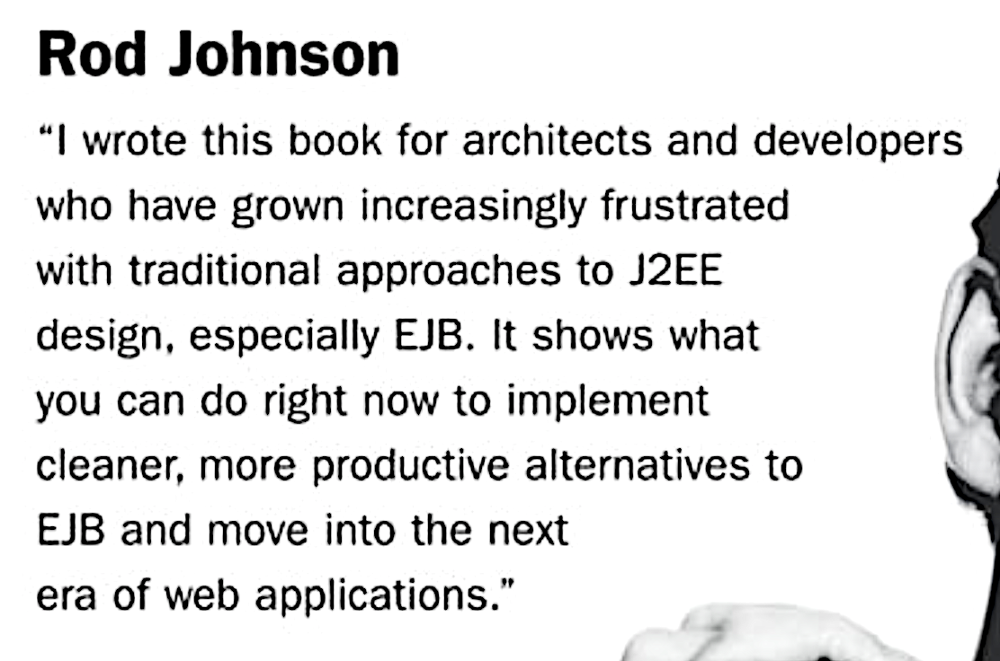 Rod Johnson
“I wrote this book for architects and developers
who have grown increasingly frustrated
with traditional approaches to J2EE
design, especially EJB. It shows what
you can do right now to implement
cleaner, more productive alternatives to
EJB and move into the next
era of web applications.”